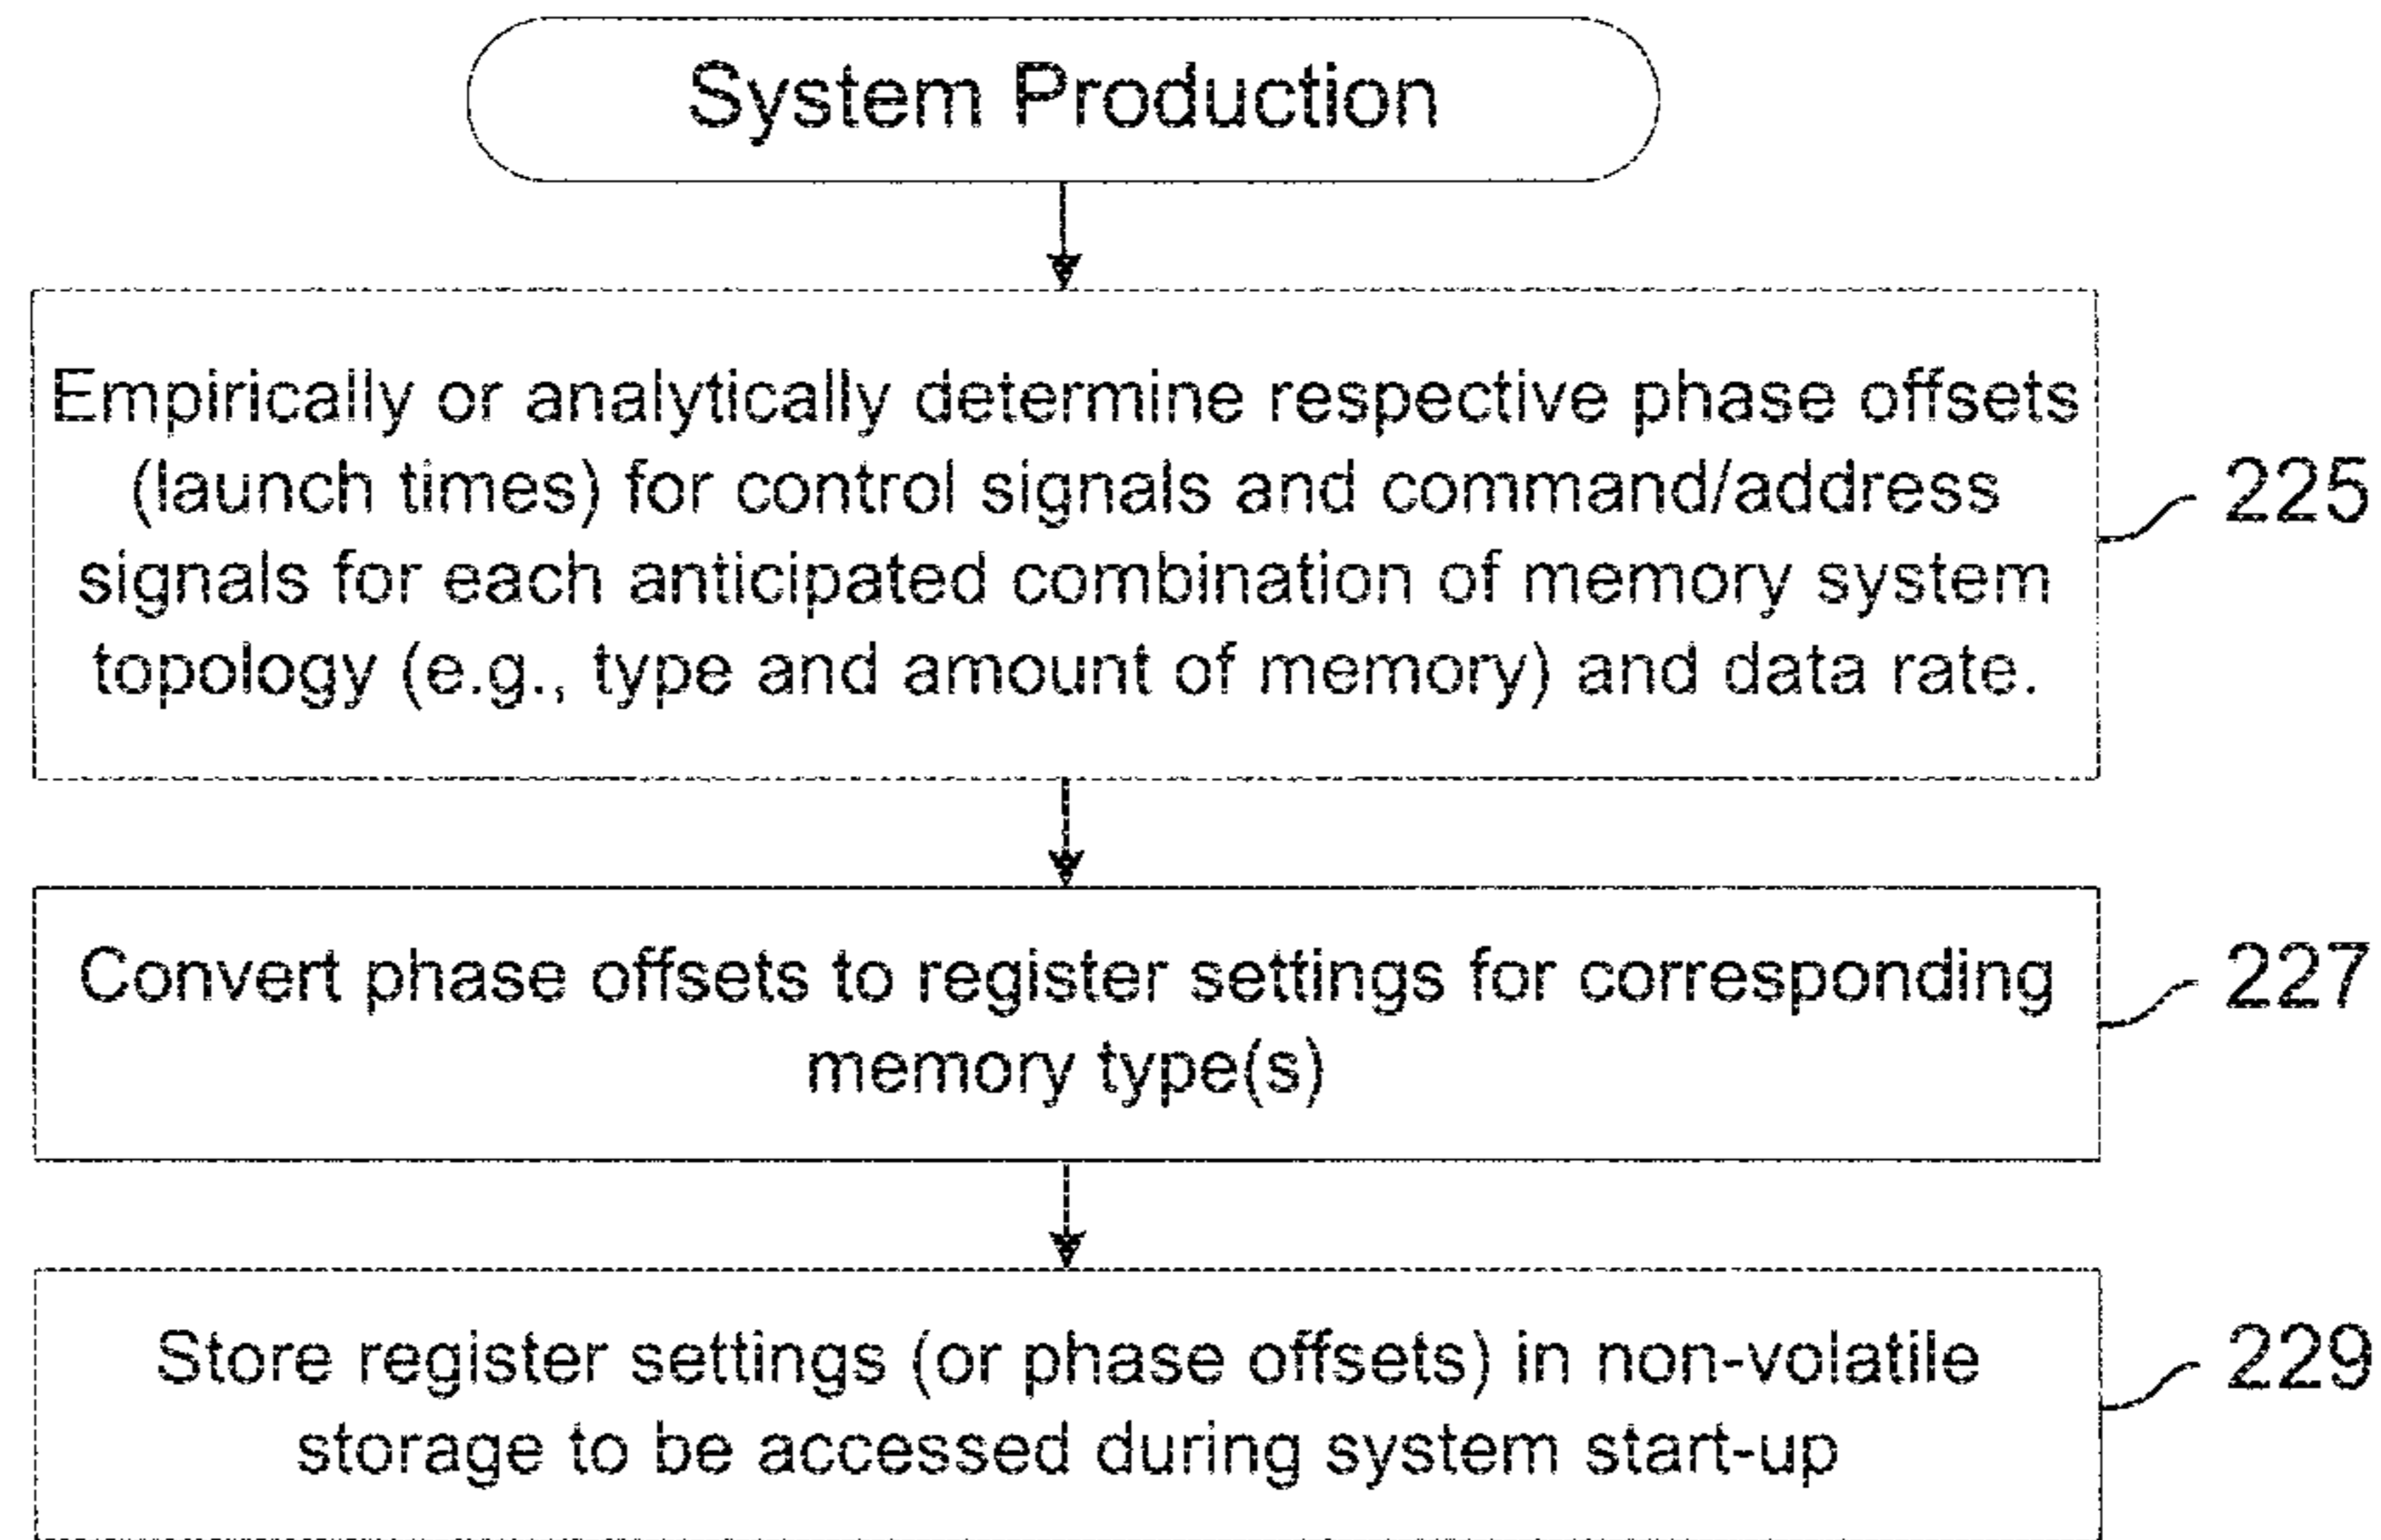 System Production
Empirically or analytically determine respective phase offsets
(launch times) for control signals and command/address
signals for each anticipated combination of memory system
topology (e.g., type and amount of memory) and data rate.
225
Convert phase offsets to register settings for corresponding
memory type(s)
227
Store register settings (or phase offsets) in non-volatile
storage to be accessed during system start-up
229